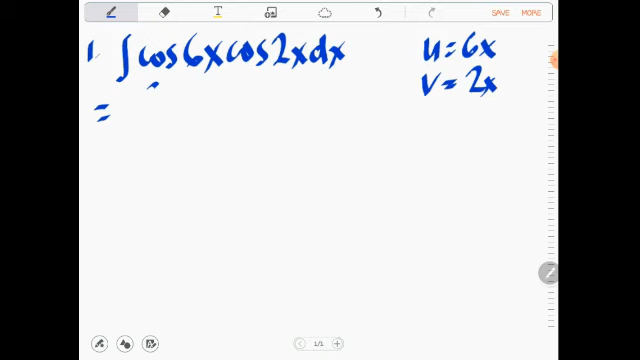 1. ∫cos6xcos2xdx
u=6x
v=2x
=
T
SAVE MORE
1/1